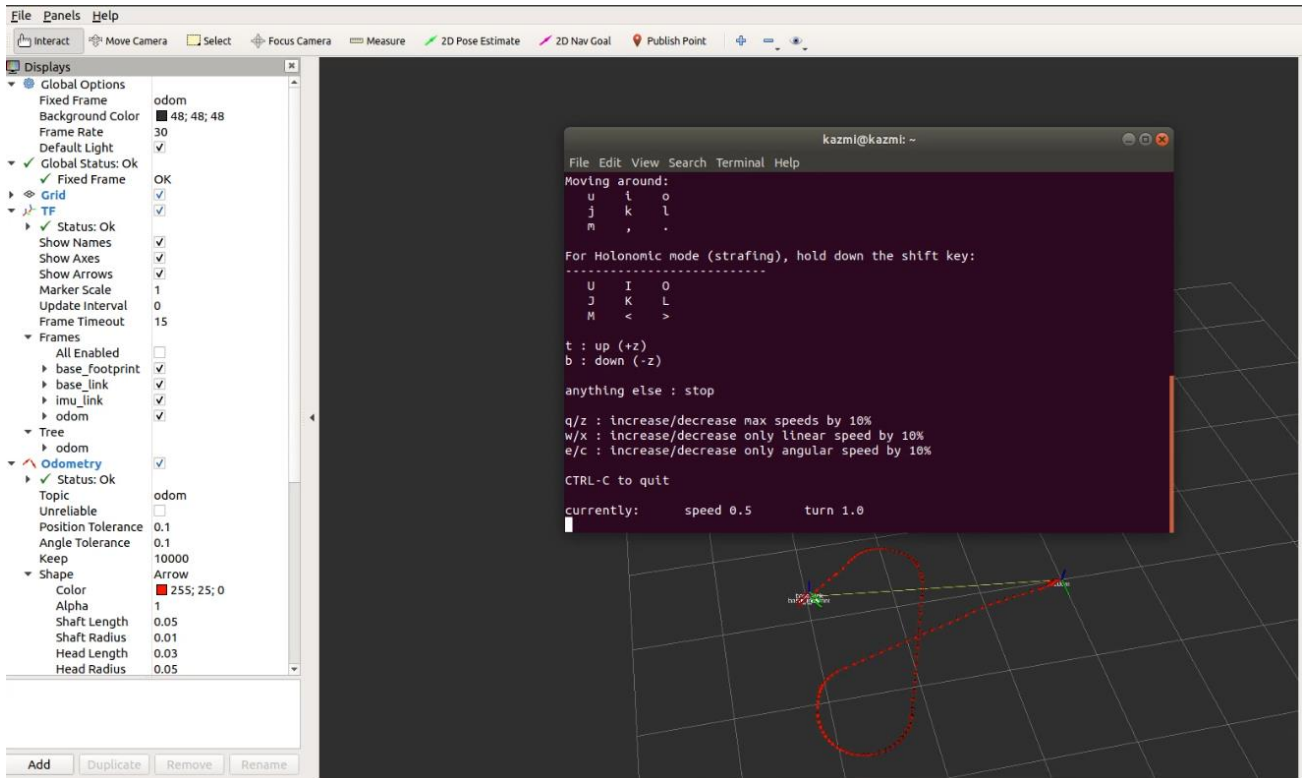 File Panels Help
Interact Move Camera Select Focus Camera Measure 2D Pose Estimate 2D Nav Goal Publish Point
Displays
Global Options
Fixed Frame odom
Background Color 48; 48; 48
Frame Rate 30
Default Light
Global Status: Ok
Fixed Frame OK
Grid
TF
Status: Ok
Show Names
Show Axes
Show Arrows
Marker Scale 1
Update Interval 0
Frame Timeout 15
Frames
All Enabled
base_footprint
base_link
imu_link
odom
Tree
odom
Odometry
Status: Ok
Topic odom
Unreliable
Position Tolerance 0.1
Angle Tolerance 0.1
Keep 10000
Shape Arrow
Color 255; 25; 0
Alpha 1
Shaft Length 0.05
Shaft Radius 0.01
Head Length 0.03
Head Radius 0.05
Add Duplicate Remove Rename
kazmi@kazmi: ~
File Edit View Search Terminal Help
Moving around:
u i o
j k l
m , .
For Holonomic mode (strafing), hold down the shift key:
---------------------------
U I O
J K L
M < >
t : up (+z)
b : down (-z)
anything else : stop
q/z : increase/decrease max speeds by 10%
w/x : increase/decrease only linear speed by 10%
e/c : increase/decrease only angular speed by 10%
CTRL-C to quit
currently: speed 0.5 turn 1.0